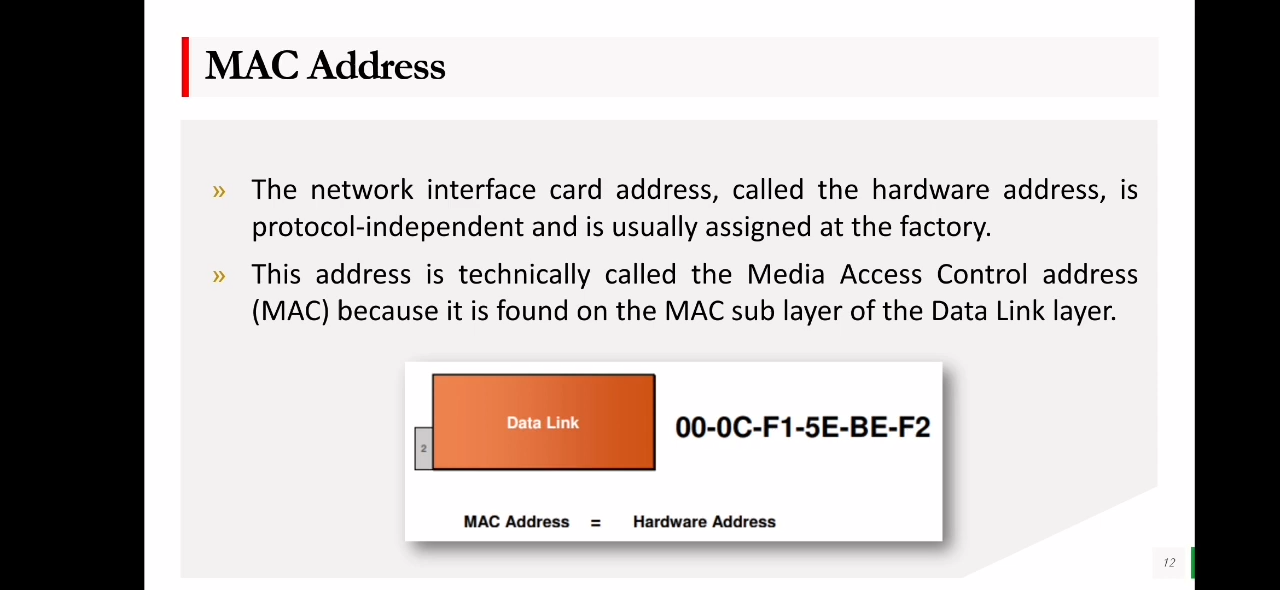 MAC Address
» The network interface card address, called the hardware address, is
protocol-independent and is usually assigned at the factory.
» This address is technically called the Media Access Control address
(MAC) because it is found on the MAC sub layer of the Data Link layer.
Data Link
2
00-0C-F1-5E-BE-F2
MAC Address = Hardware Address
12